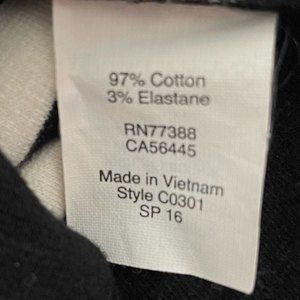 97% Cotton
3% Elastane
RN77388
CA56445
Made in Vietnam
Style C0301
SP 16